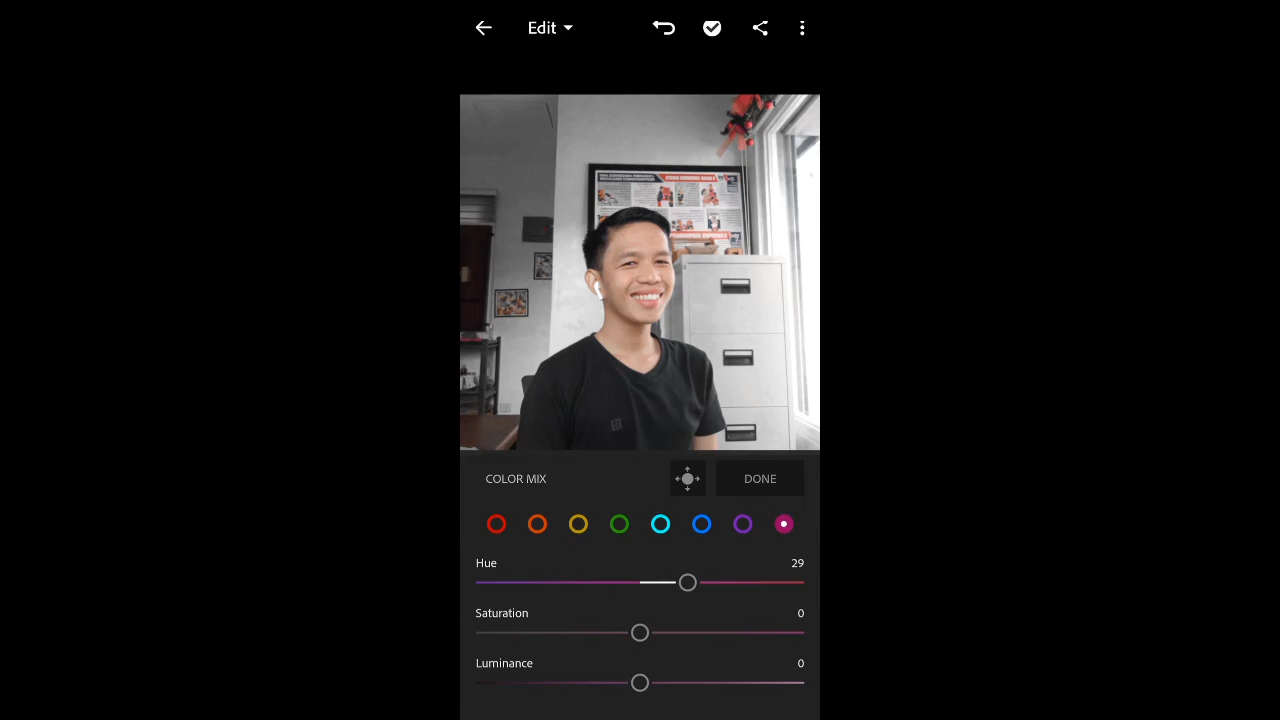 Edit
COLOR MIX
DONE
Hue
29
Saturation
0
Luminance
0